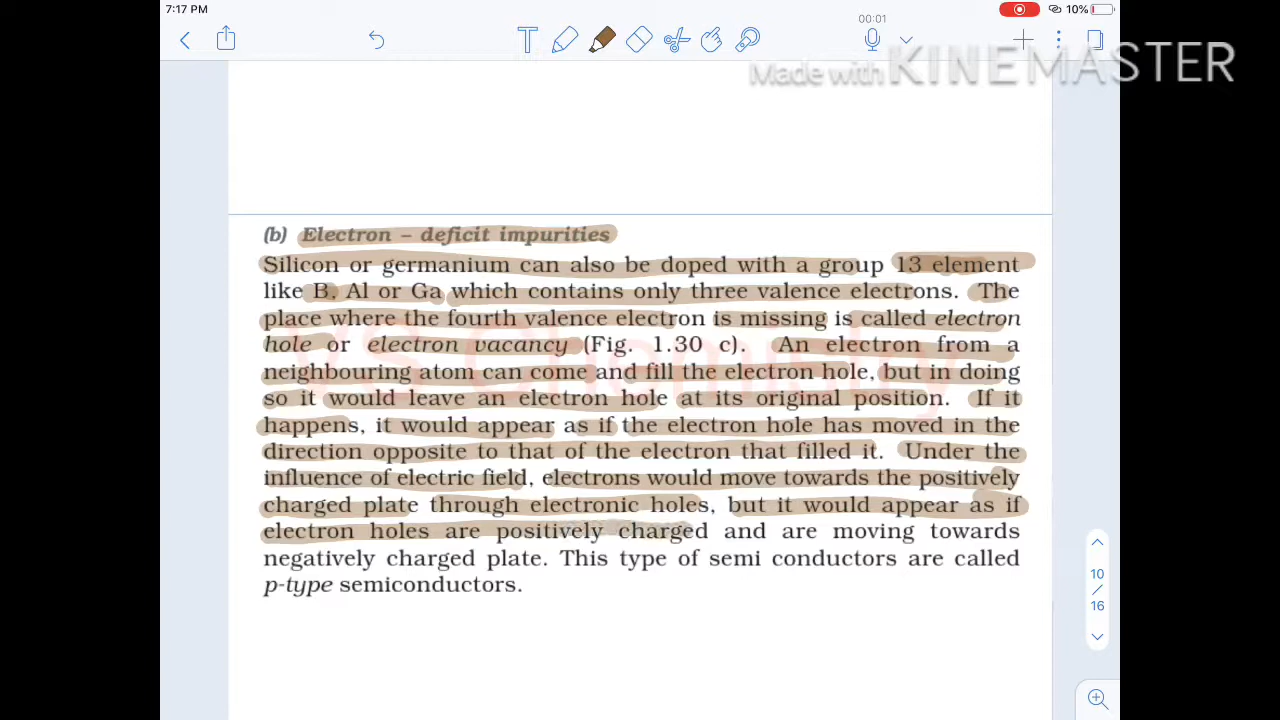 7:17 PM
10%
00:01
Made with KINEMASTER
(b) Electron – deficit impurities
Silicon or germanium can also be doped with a group 13 element
like B, Al or Ga which contains only three valence electrons. The
place where the fourth valence electron is missing is called electron
hole or electron vacancy (Fig. 1.30 c). An electron from a
neighbouring atom can come and fill the electron hole, but in doing
so it would leave an electron hole at its original position. If it
happens, it would appear as if the electron hole has moved in the
direction opposite to that of the electron that filled it. Under the
influence of electric field, electrons would move towards the positively
charged plate through electronic holes, but it would appear as if
electron holes are positively charged and are moving towards
negatively charged plate. This type of semi conductors are called
p-type semiconductors.
VS Chemistry
10
/
16